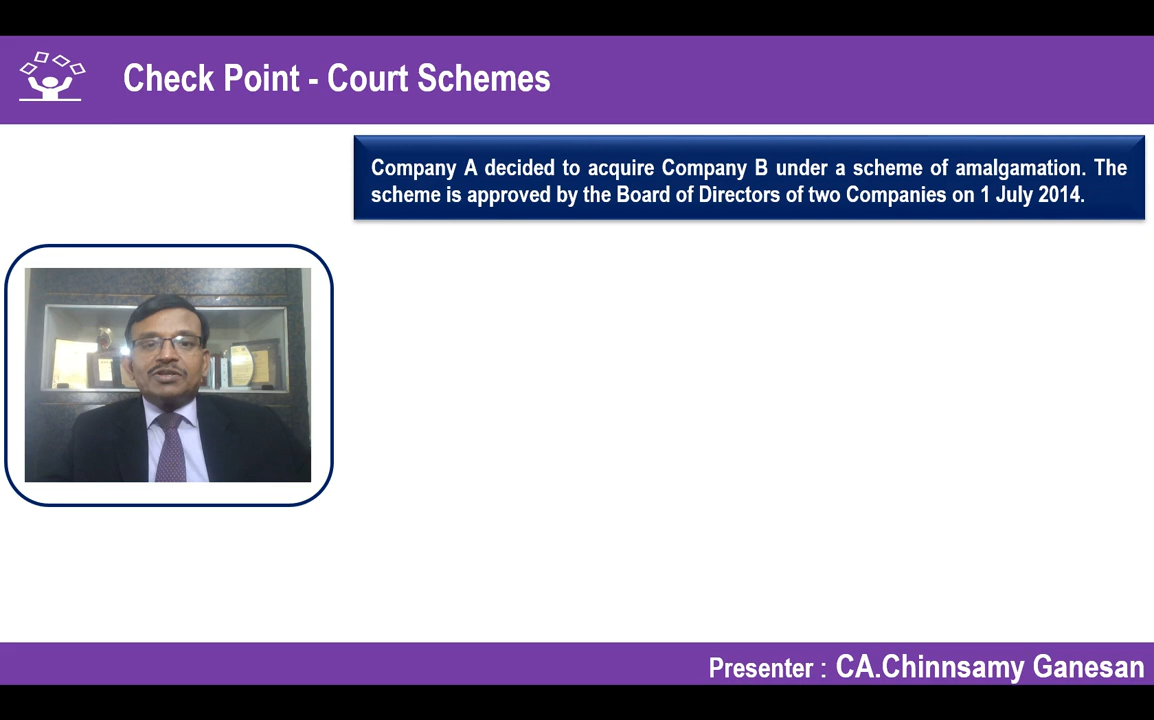 Check Point - Court Schemes
Company A decided to acquire Company B under a scheme of amalgamation. The
scheme is approved by the Board of Directors of two Companies on 1 July 2014.
Presenter : CA.Chinnsamy Ganesan